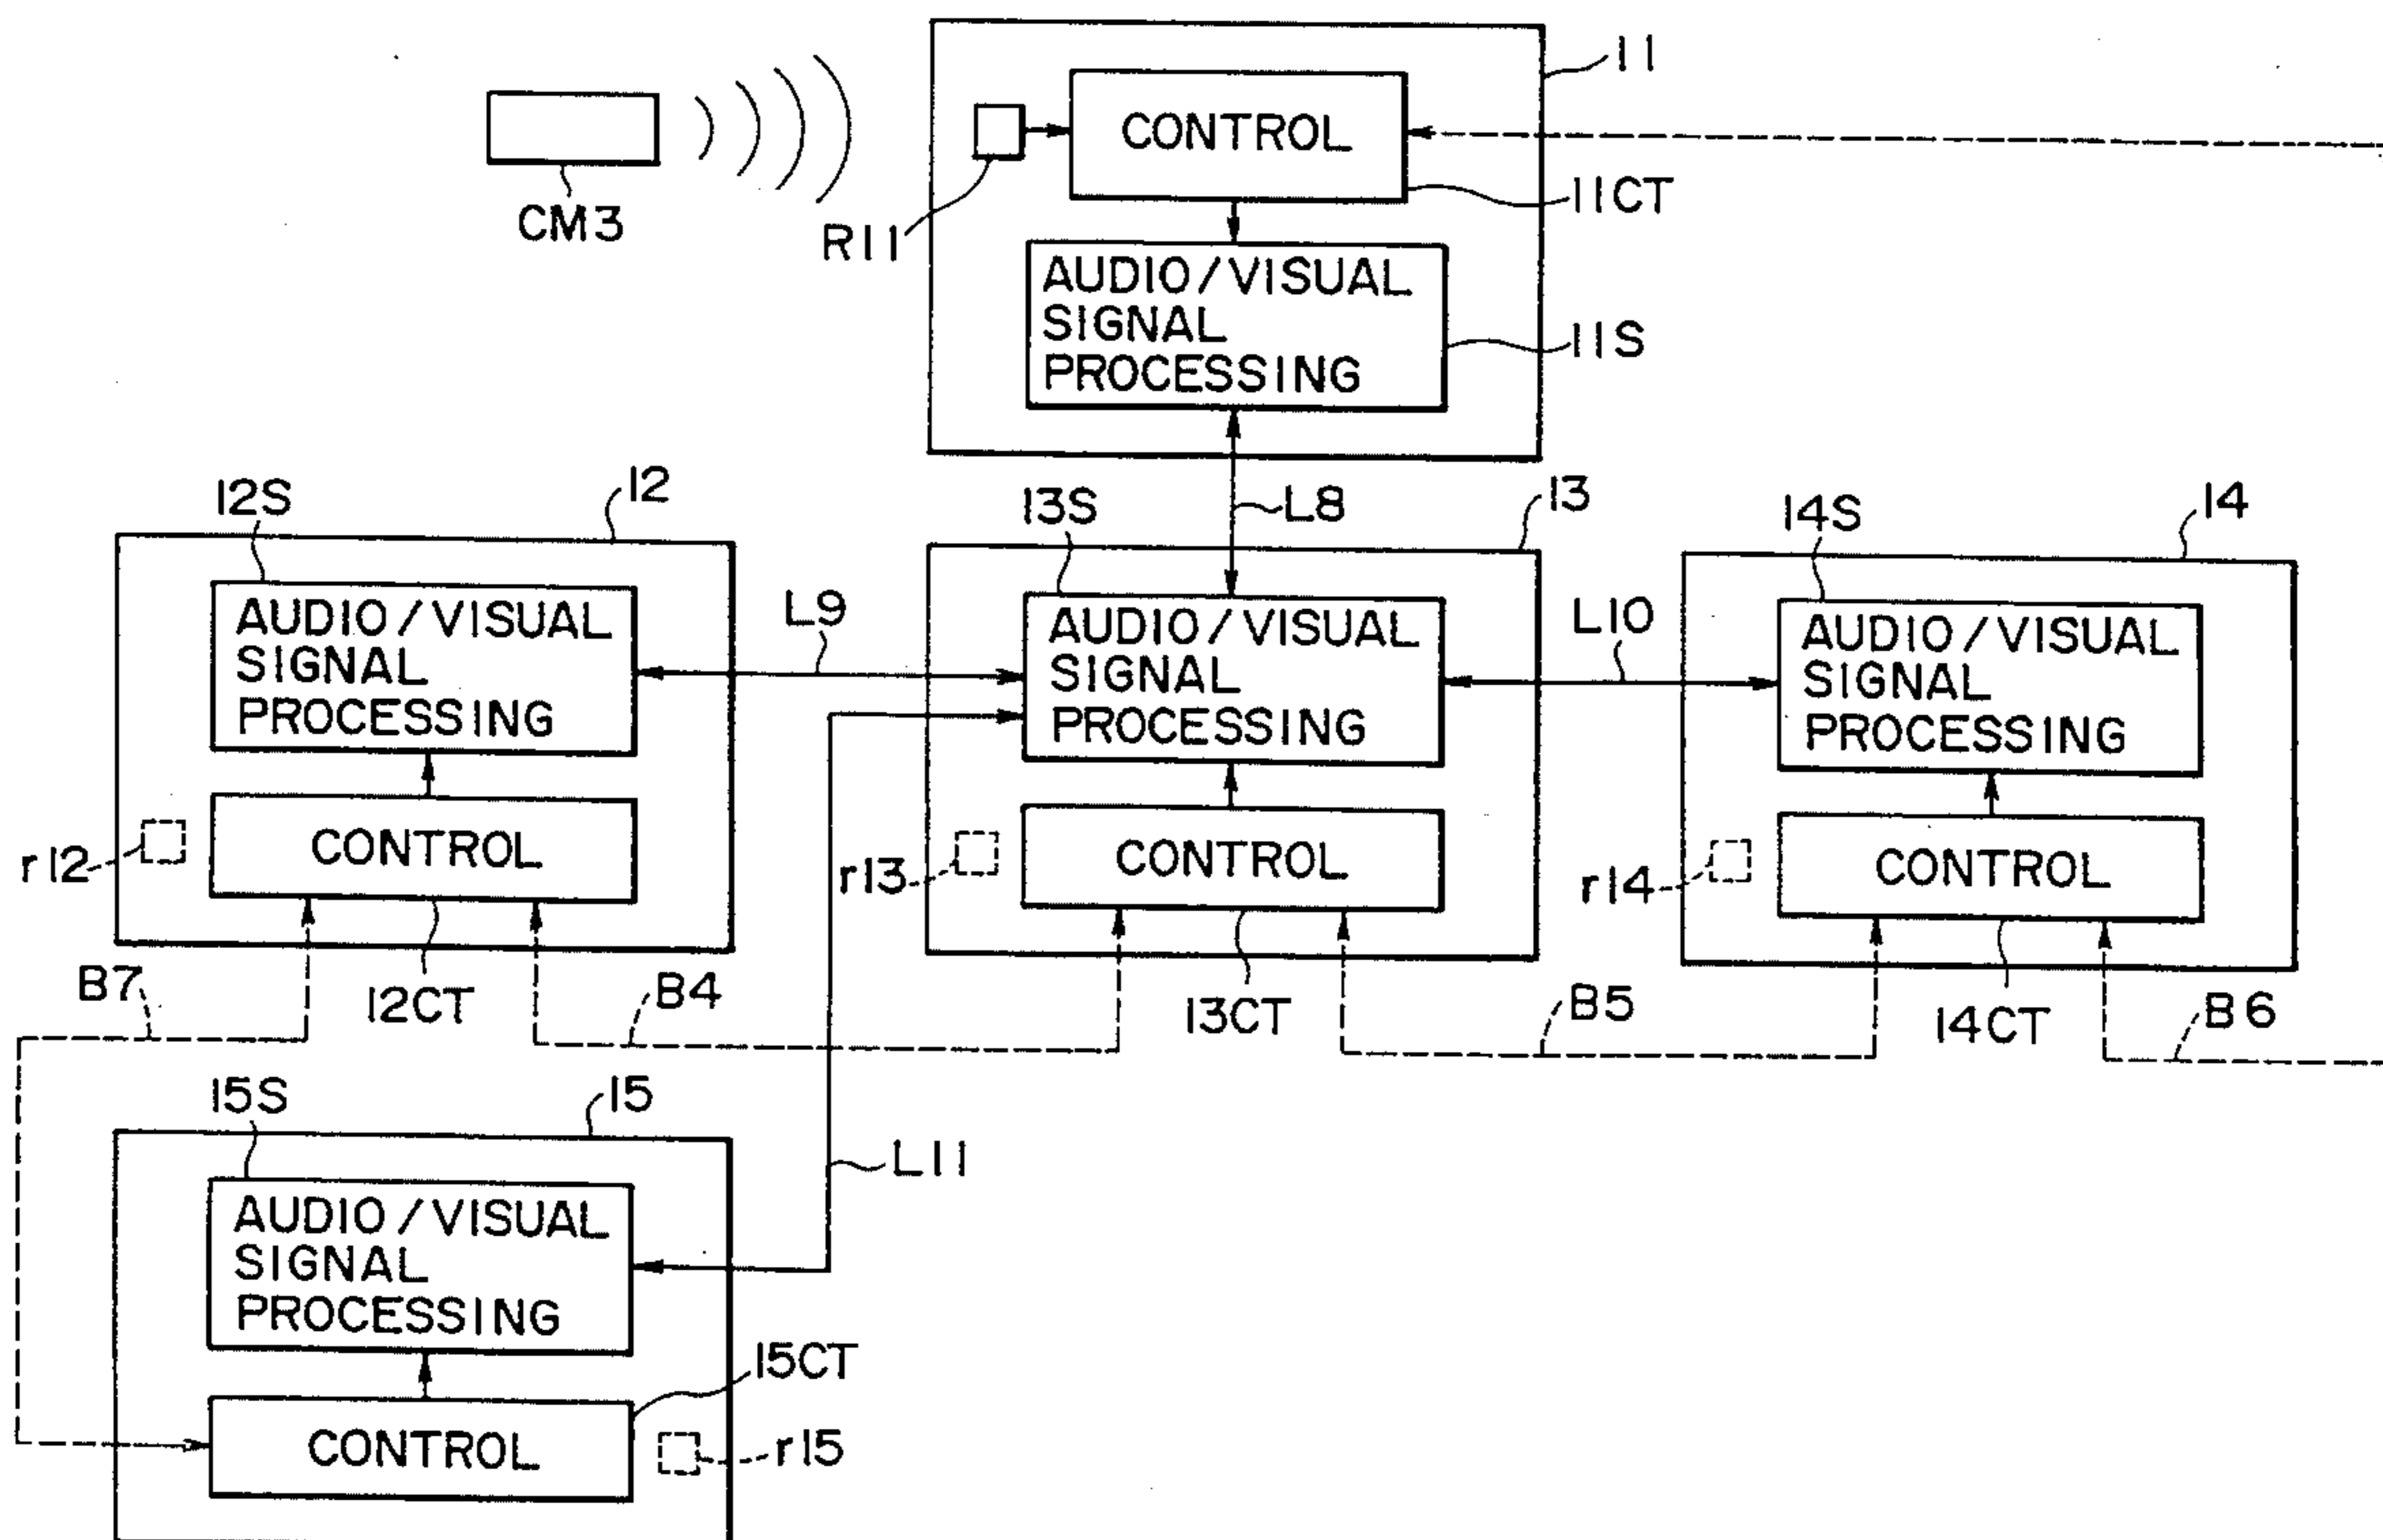 11
CONTROL
11CT
CM3
R11
AUDIO/VISUAL
SIGNAL
PROCESSING
11S
12S
12
13S
L8
13
14S
14
AUDIO/VISUAL
SIGNAL
PROCESSING
L9
AUDIO/VISUAL
SIGNAL
PROCESSING
L10
AUDIO/VISUAL
SIGNAL
PROCESSING
r12
CONTROL
r13
CONTROL
r14
CONTROL
B7
12CT
B4
13CT
B5
14CT
B6
15S
15
L11
AUDIO/VISUAL
SIGNAL
PROCESSING
15CT
CONTROL
r15